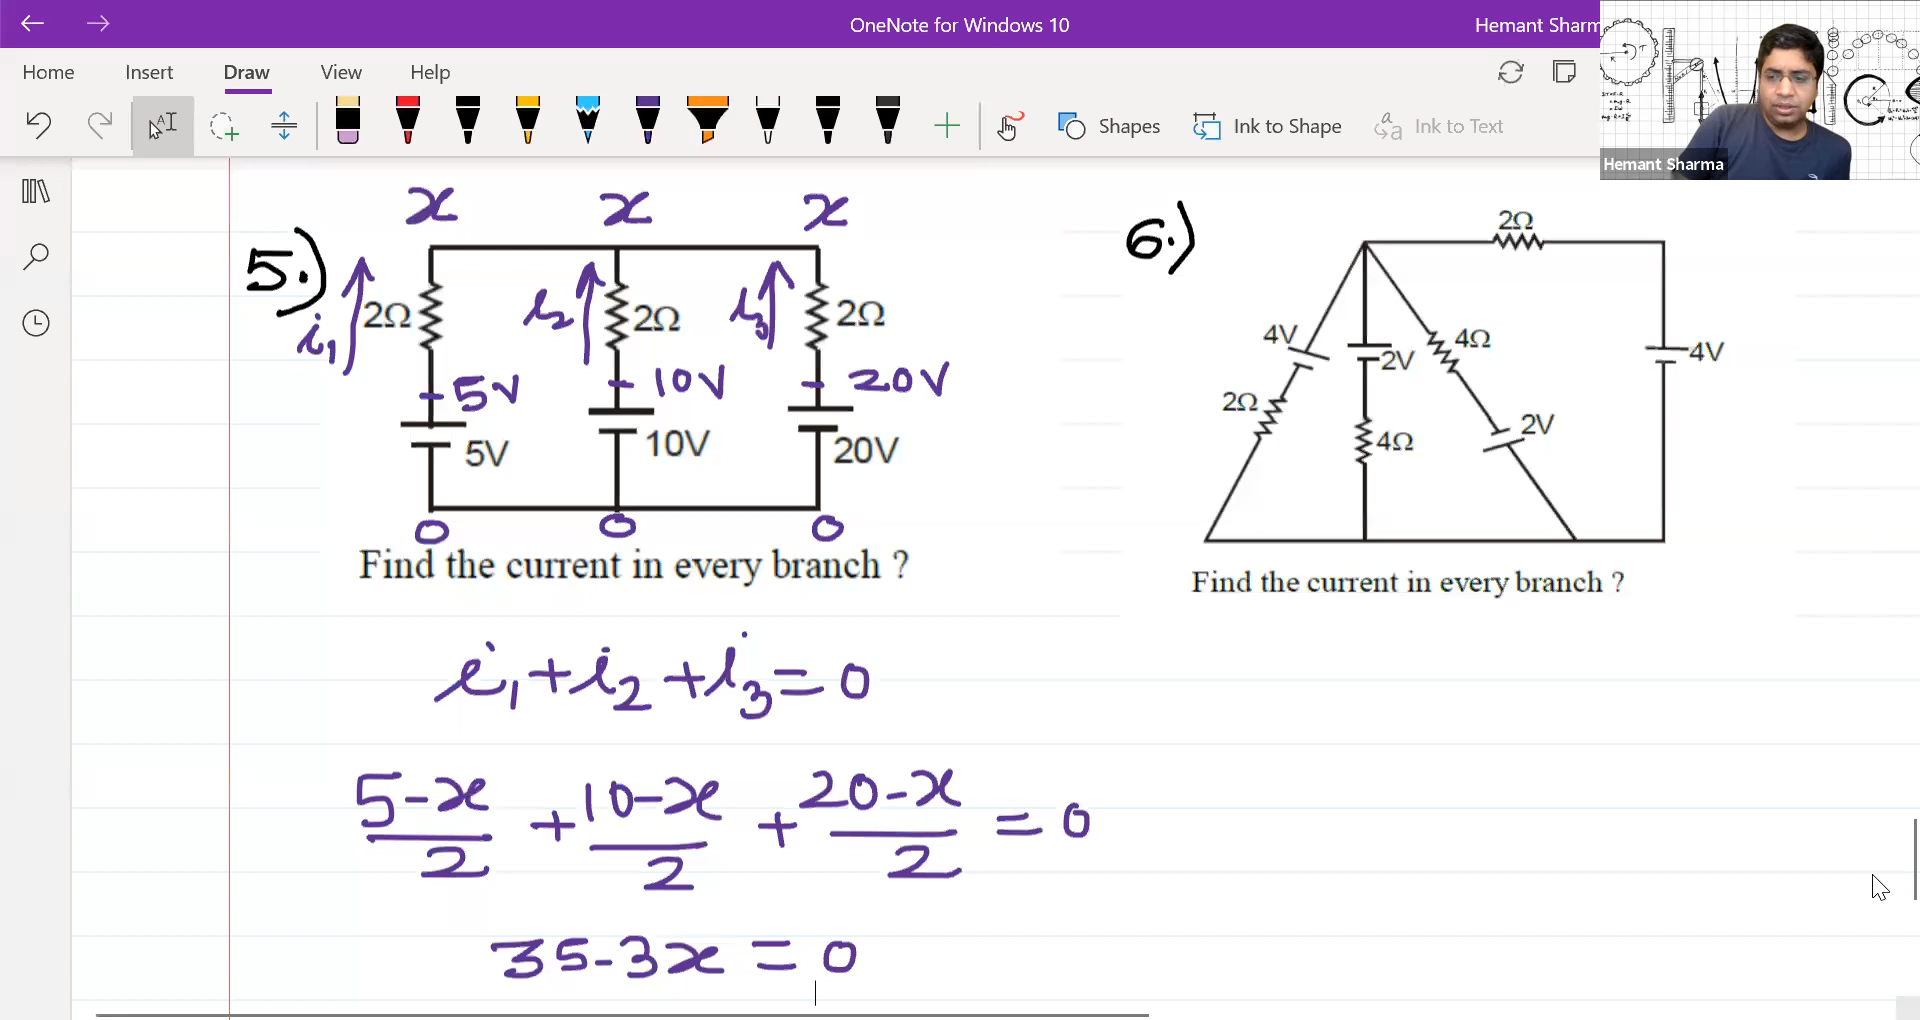 OneNote for Windows 10
Hemant Sharm
Home Insert Draw View Help
Shapes Ink to Shape Ink to Text
Hemant Sharma
x x x
5.)
i₁ 2Ω i₂ 2Ω i₃ 2Ω
5V 10V 20V
5V 10V 20V
0 0 0
Find the current in every branch ?
i₁+i₂+i₃=0
5-x/2 + 10-x/2 + 20-x/2 = 0
35-3x = 0
6.)
2Ω
4V 2V 4Ω 4V
2Ω 4Ω 2V
Find the current in every branch ?